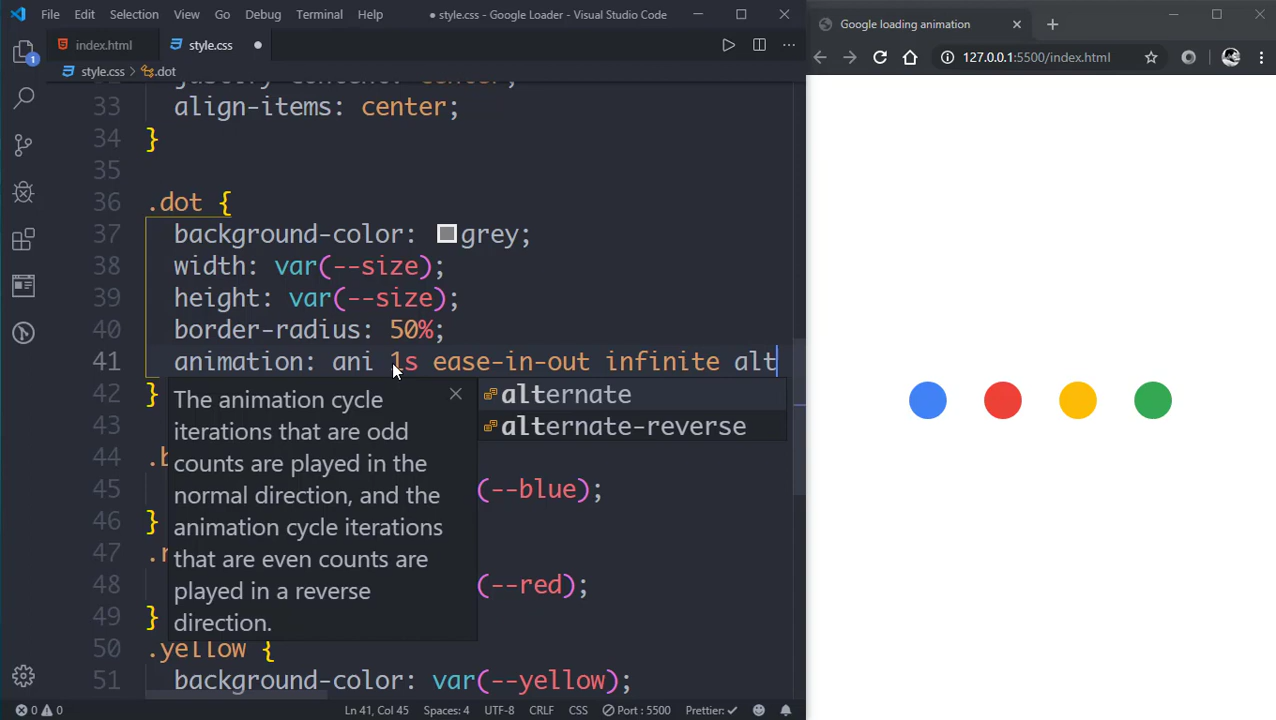 File Edit Selection View Go Debug Terminal Help
● style.css - Google Loader - Visual Studio Code
index.html
style.css
style.css > .dot
33 align-items: center;
34 }
35
36 .dot {
37 background-color: grey;
38 width: var(--size);
39 height: var(--size);
40 border-radius: 50%;
41 animation: ani 1s ease-in-out infinite alt
42 }
43
44 .b
45 (--blue);
46 }
47 .r
48 (--red);
49 }
50 .yellow {
51 background-color: var(--yellow);
The animation cycle
iterations that are odd
counts are played in the
normal direction, and the
animation cycle iterations
that are even counts are
played in a reverse
direction.
alternate
alternate-reverse
1
0 0
Ln 41, Col 45
Spaces: 4
UTF-8
CRLF
CSS
Port : 5500
Prettier: ✓
Google loading animation
127.0.0.1:5500/index.html